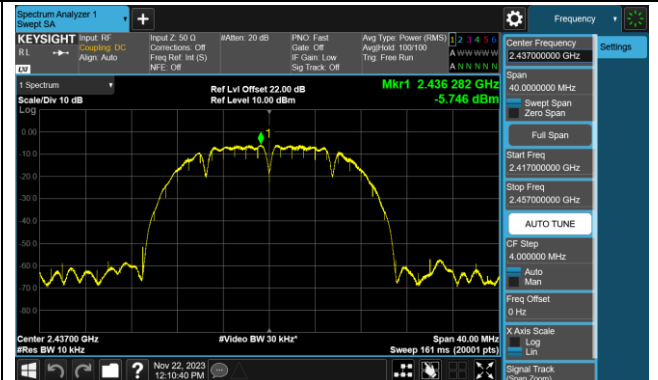 Spectrum Analyzer 1
Swept SA
Frequency
KEYSIGHT Input: RF Input Z: 50 Ω #Atten: 20 dB PNO: Fast Avg Type: Power (RMS) 1 2 3 4 5 6
RL Coupling: DC Corrections: Off Gate: Off Avg|Hold: 100/100 A W W W W W
Align: Auto Freq Ref: Int (S) IF Gain: Low Trig: Free Run
NFE: Off Sig Track: Off A N N N N N
LXI
1 Spectrum
Scale/Div 10 dB
Ref Lvl Offset 22.00 dB
Ref Level 10.00 dBm
Mkr1 2.436 282 GHz
-5.746 dBm
Log
1
0.00
-10.0
-20.0
-30.0
-40.0
-50.0
-60.0
-70.0
-80.0
Center 2.43700 GHz #Video BW 30 kHz* Span 40.00 MHz
#Res BW 10 kHz Sweep 161 ms (20001 pts)
? Nov 22, 2023
12:10:40 PM
Center Frequency
2.437000000 GHz
Settings
Span
40.0000000 MHz
Swept Span
Zero Span
Full Span
Start Freq
2.417000000 GHz
Stop Freq
2.457000000 GHz
AUTO TUNE
CF Step
4.000000 MHz
Auto
Man
Freq Offset
0 Hz
X Axis Scale
Log
Lin
Signal Track
(Span Zoom)